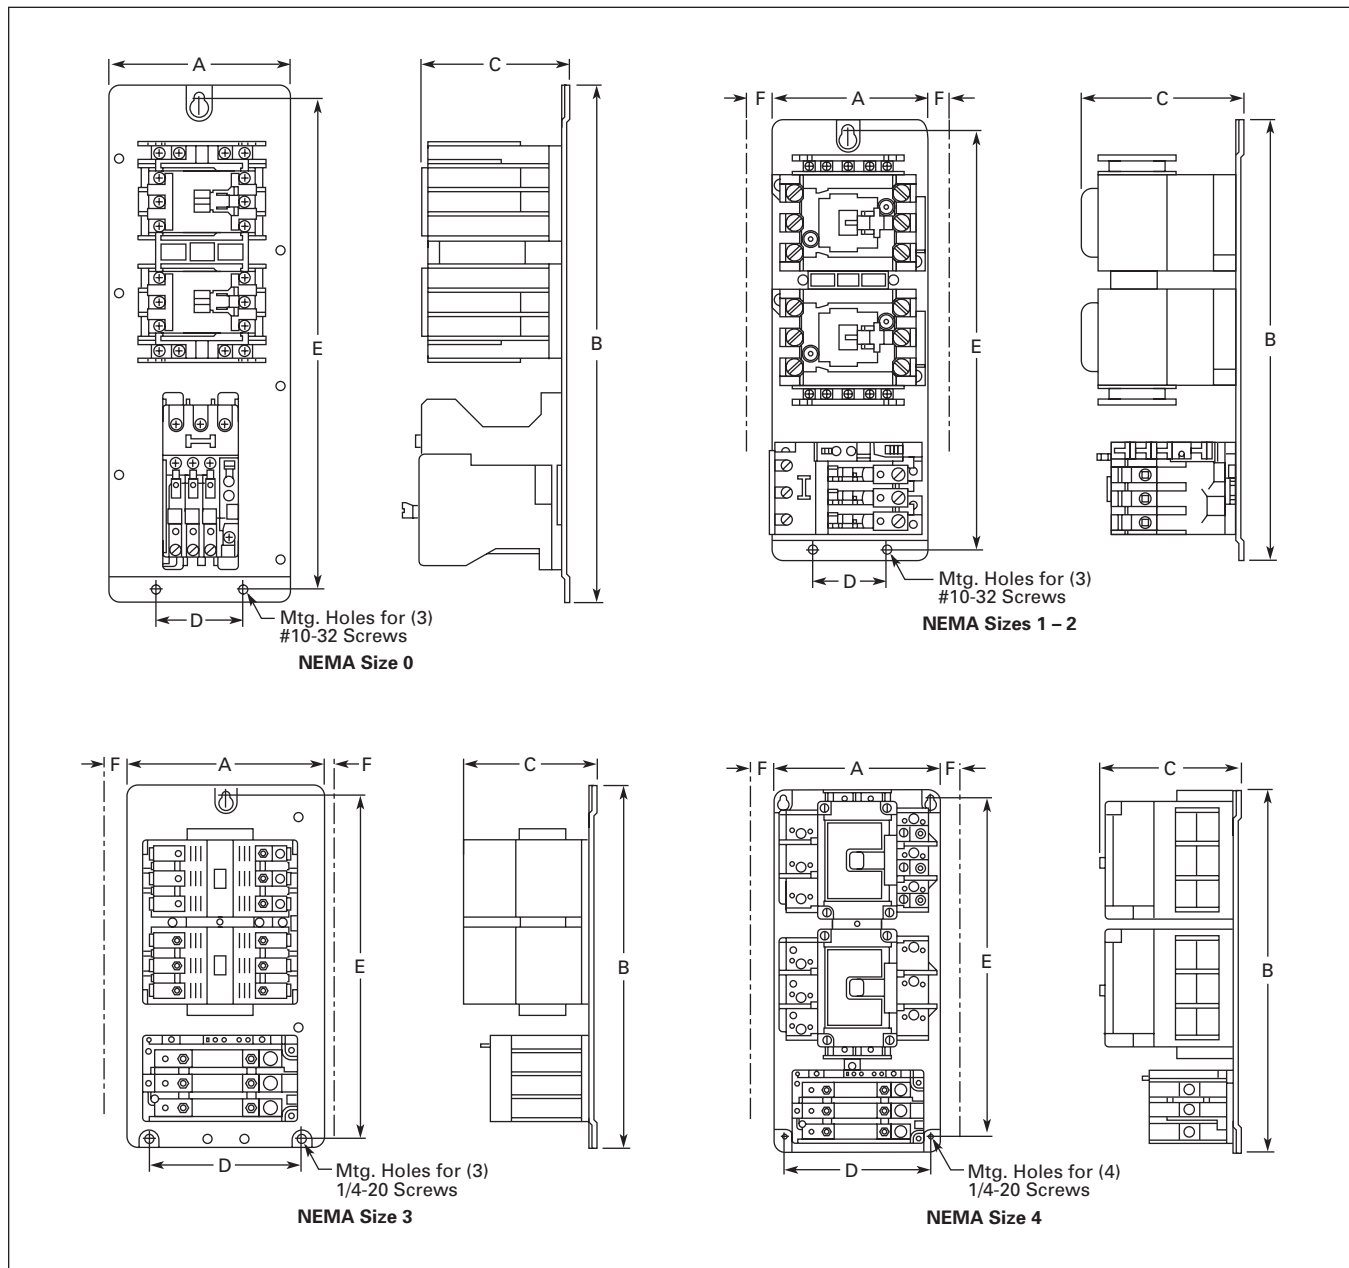 A
C
E
B
D
Mtg. Holes for (3)
#10-32 Screws
NEMA Size 0
F
A
F
C
E
B
D
Mtg. Holes for (3)
#10-32 Screws
NEMA Sizes 1 – 2
F
A
F
C
E
B
D
Mtg. Holes for (3)
1/4-20 Screws
NEMA Size 3
F
A
F
C
E
B
D
Mtg. Holes for (4)
1/4-20 Screws
NEMA Size 4